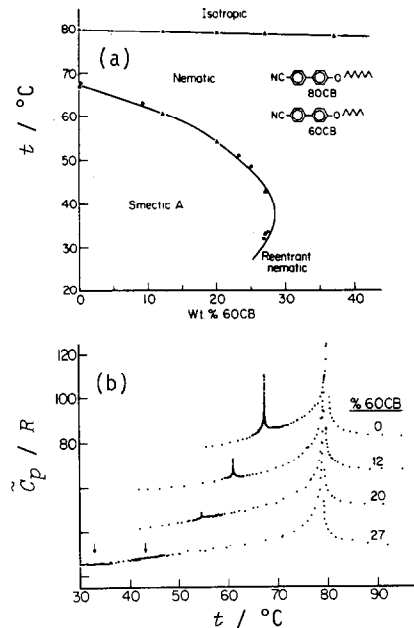 Isotropic
80
(a)
Nematic
NC
O
8OCB
70
NC
O
6OCB
60
t / °C
50
Smectic A
40
30
Reentrant
nematic
20
0 10 20 30 40
Wt. % 6OCB
120
(b)
% 6OCB
100
0
80
12
C̃p / R
20
27
30 40 50 60 70 80 90
t / °C